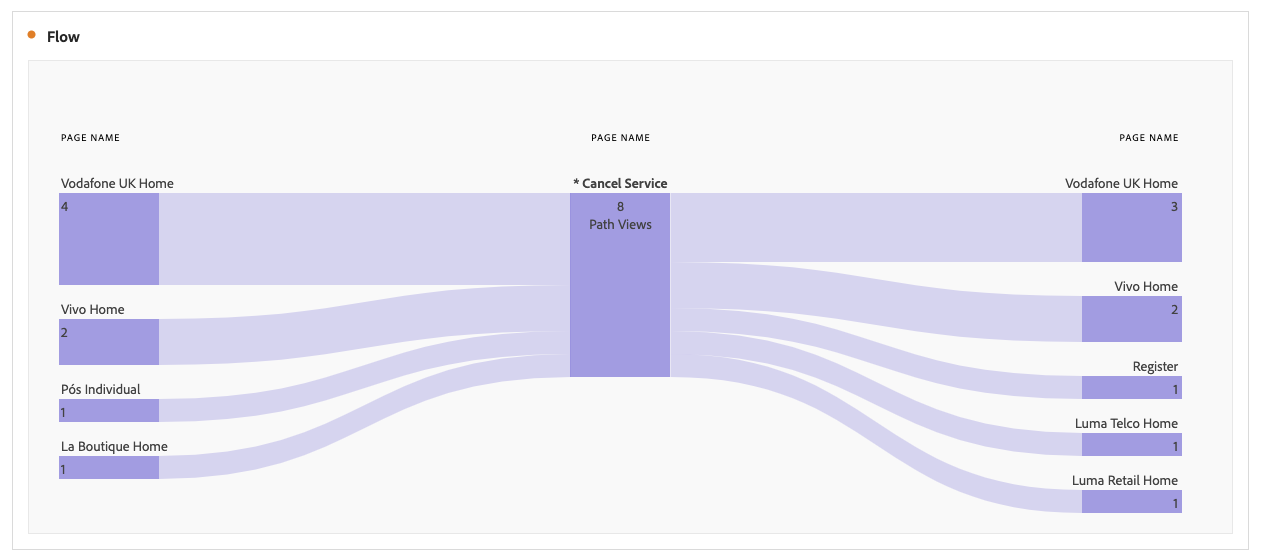 Flow
PAGE NAME
PAGE NAME
PAGE NAME
Vodafone UK Home
4
Vivo Home
2
Pós Individual
1
La Boutique Home
1
* Cancel Service
8
Path Views
Vodafone UK Home
3
Vivo Home
2
Register
1
Luma Telco Home
1
Luma Retail Home
1